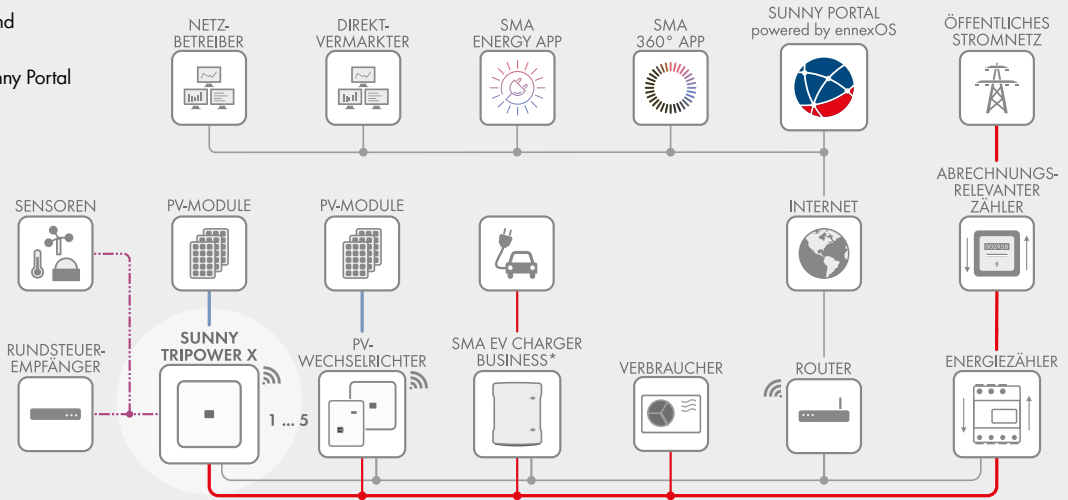 nd
nny Portal
NETZ-
BETREIBER
DIREKT-
VERMARKTER
SMA
ENERGY APP
SMA
360° APP
SUNNY PORTAL
powered by ennexOS
ÖFFENTLICHES
STROMNETZ
SENSOREN
PV-MODULE
PV-MODULE
INTERNET
ABRECHNUNGS-
RELEVANTER
ZÄHLER
002958
RUNDSTEUER-
EMPFÄNGER
SUNNY
TRIPOWER X
1 ... 5
PV-
WECHSELRICHTER
SMA EV CHARGER
BUSINESS*
VERBRAUCHER
ROUTER
ENERGIEZÄHLER